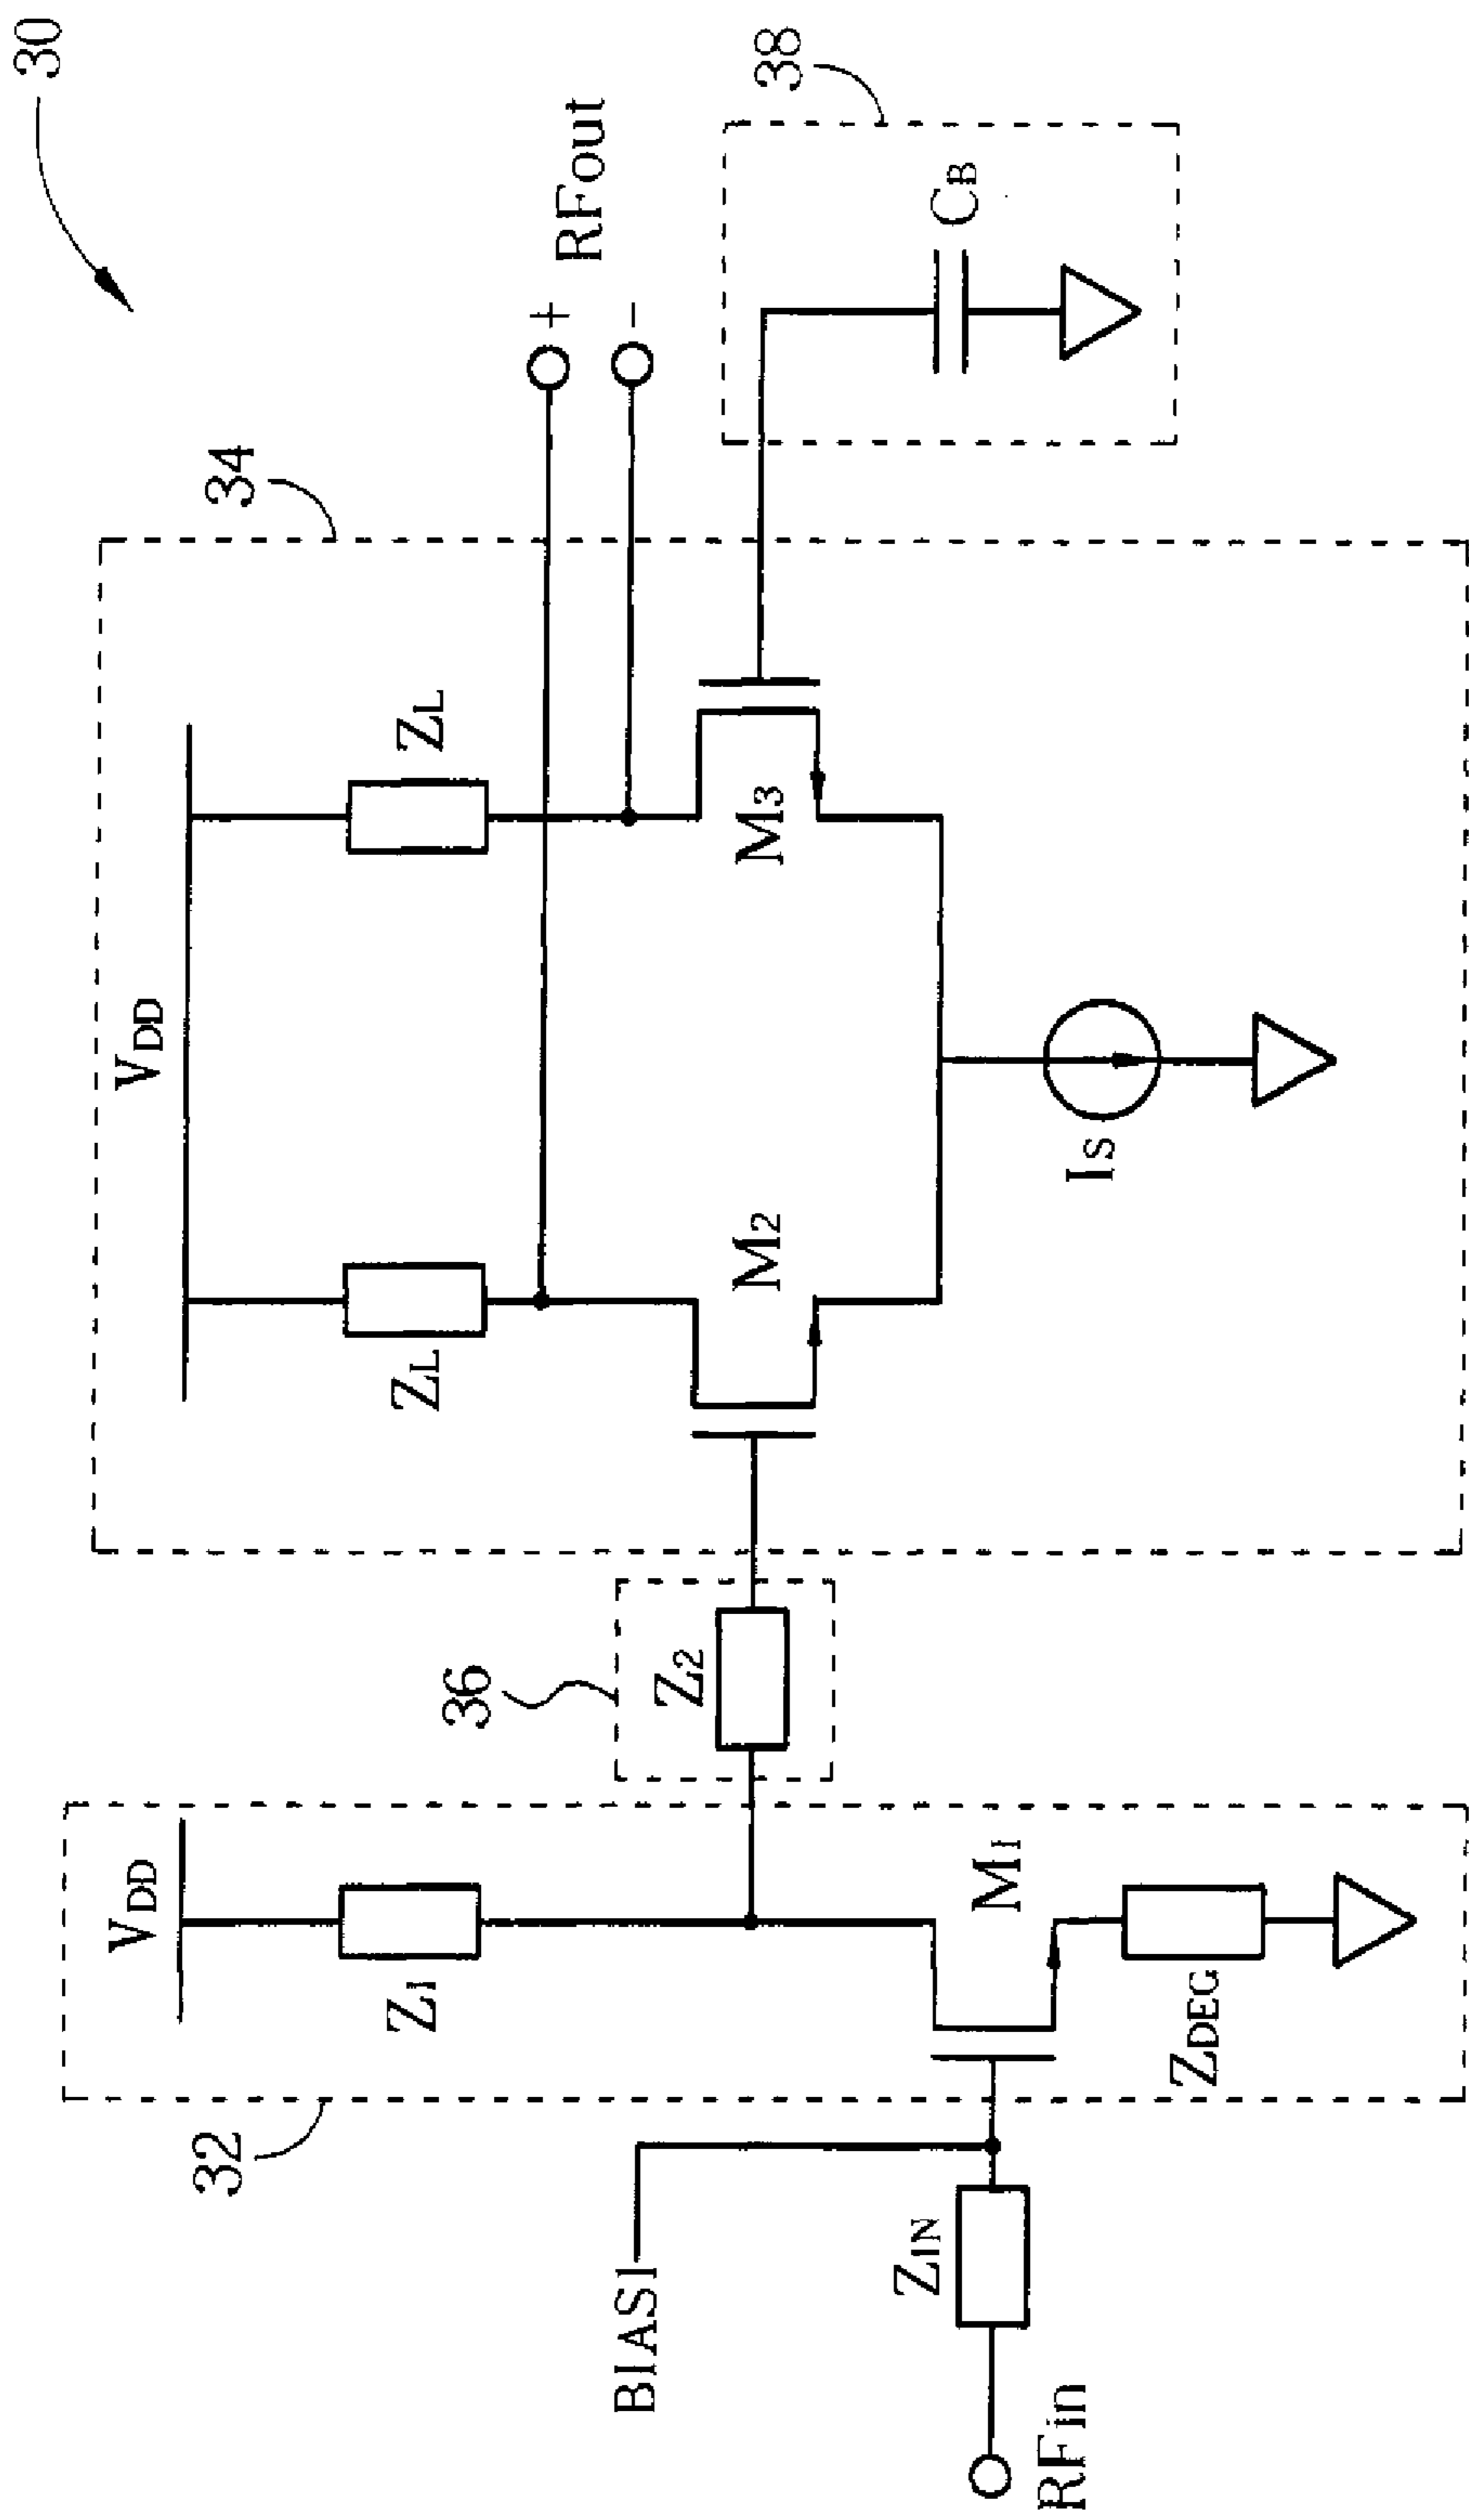 30
34
38
VDD
ZL
ZL
RFout
+
-
M2
M3
CB
IS
36
Z2
32
VDD
Z1
M1
ZDEG
BIAS1
ZIN
RFin